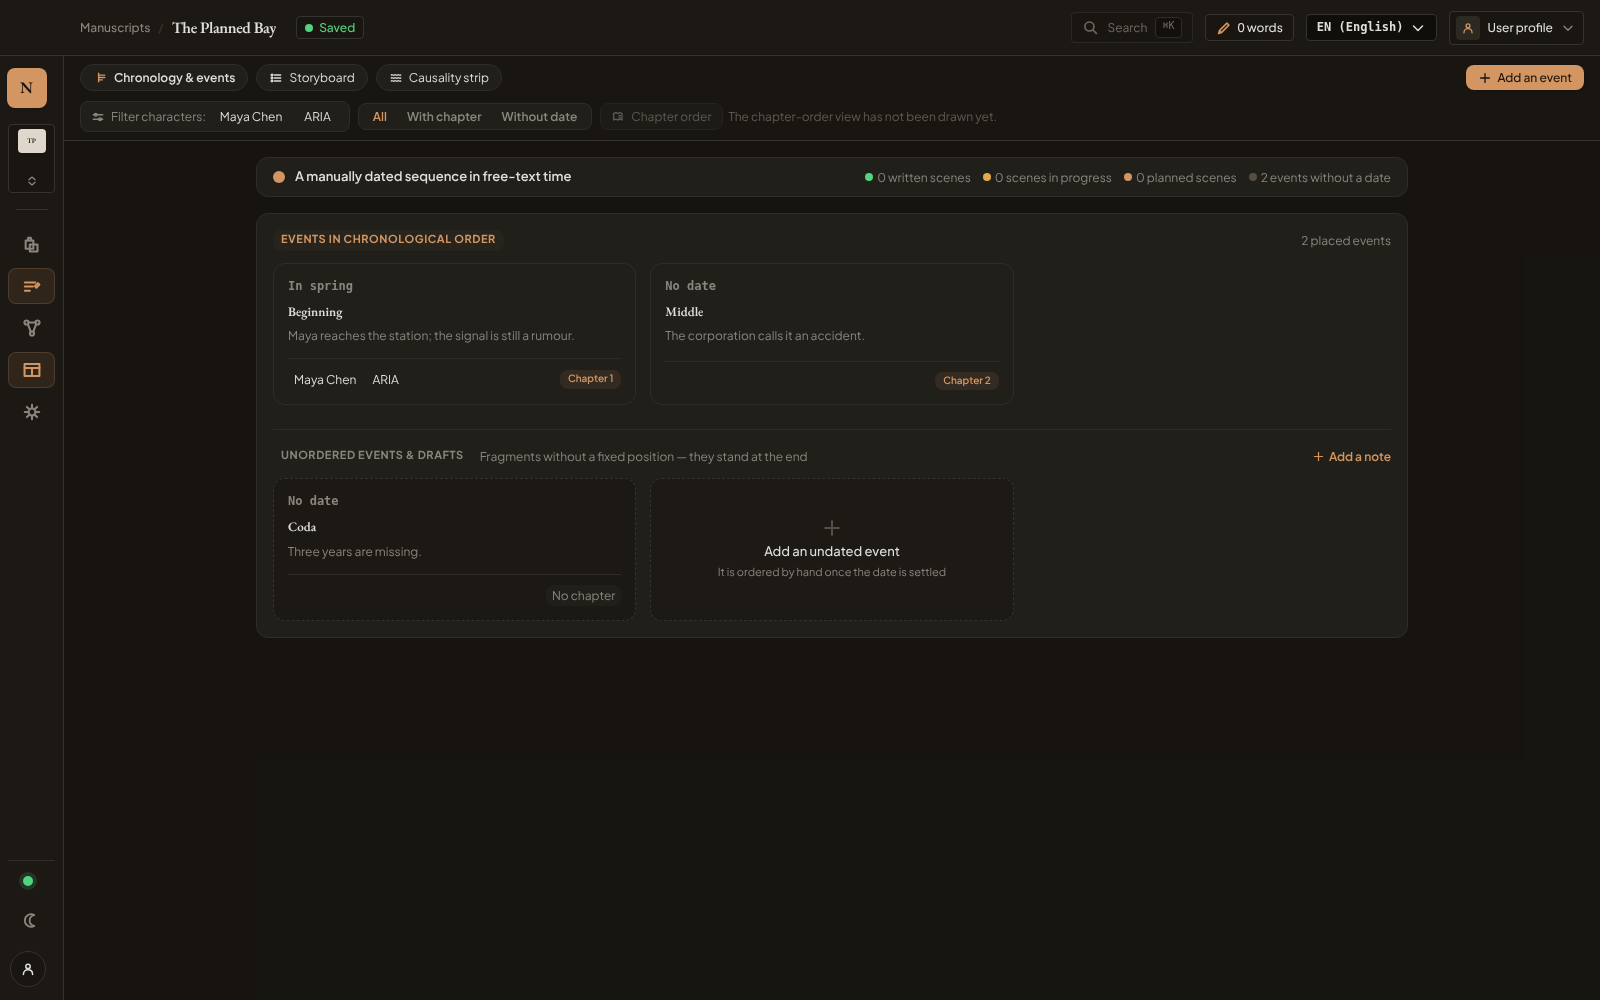 Manuscripts / The Planned Bay
Saved
Search ⌘K
0 words
EN (English)
User profile
N
Chronology & events
Storyboard
Causality strip
Add an event
TP
Filter characters: Maya Chen ARIA
All With chapter Without date
Chapter order
The chapter-order view has not been drawn yet.
A manually dated sequence in free-text time
0 written scenes
0 scenes in progress
0 planned scenes
2 events without a date
EVENTS IN CHRONOLOGICAL ORDER
2 placed events
In spring
Beginning
Maya reaches the station; the signal is still a rumour.
Maya Chen ARIA
Chapter 1
No date
Middle
The corporation calls it an accident.
Chapter 2
UNORDERED EVENTS & DRAFTS
Fragments without a fixed position — they stand at the end
Add a note
No date
Coda
Three years are missing.
No chapter
Add an undated event
It is ordered by hand once the date is settled